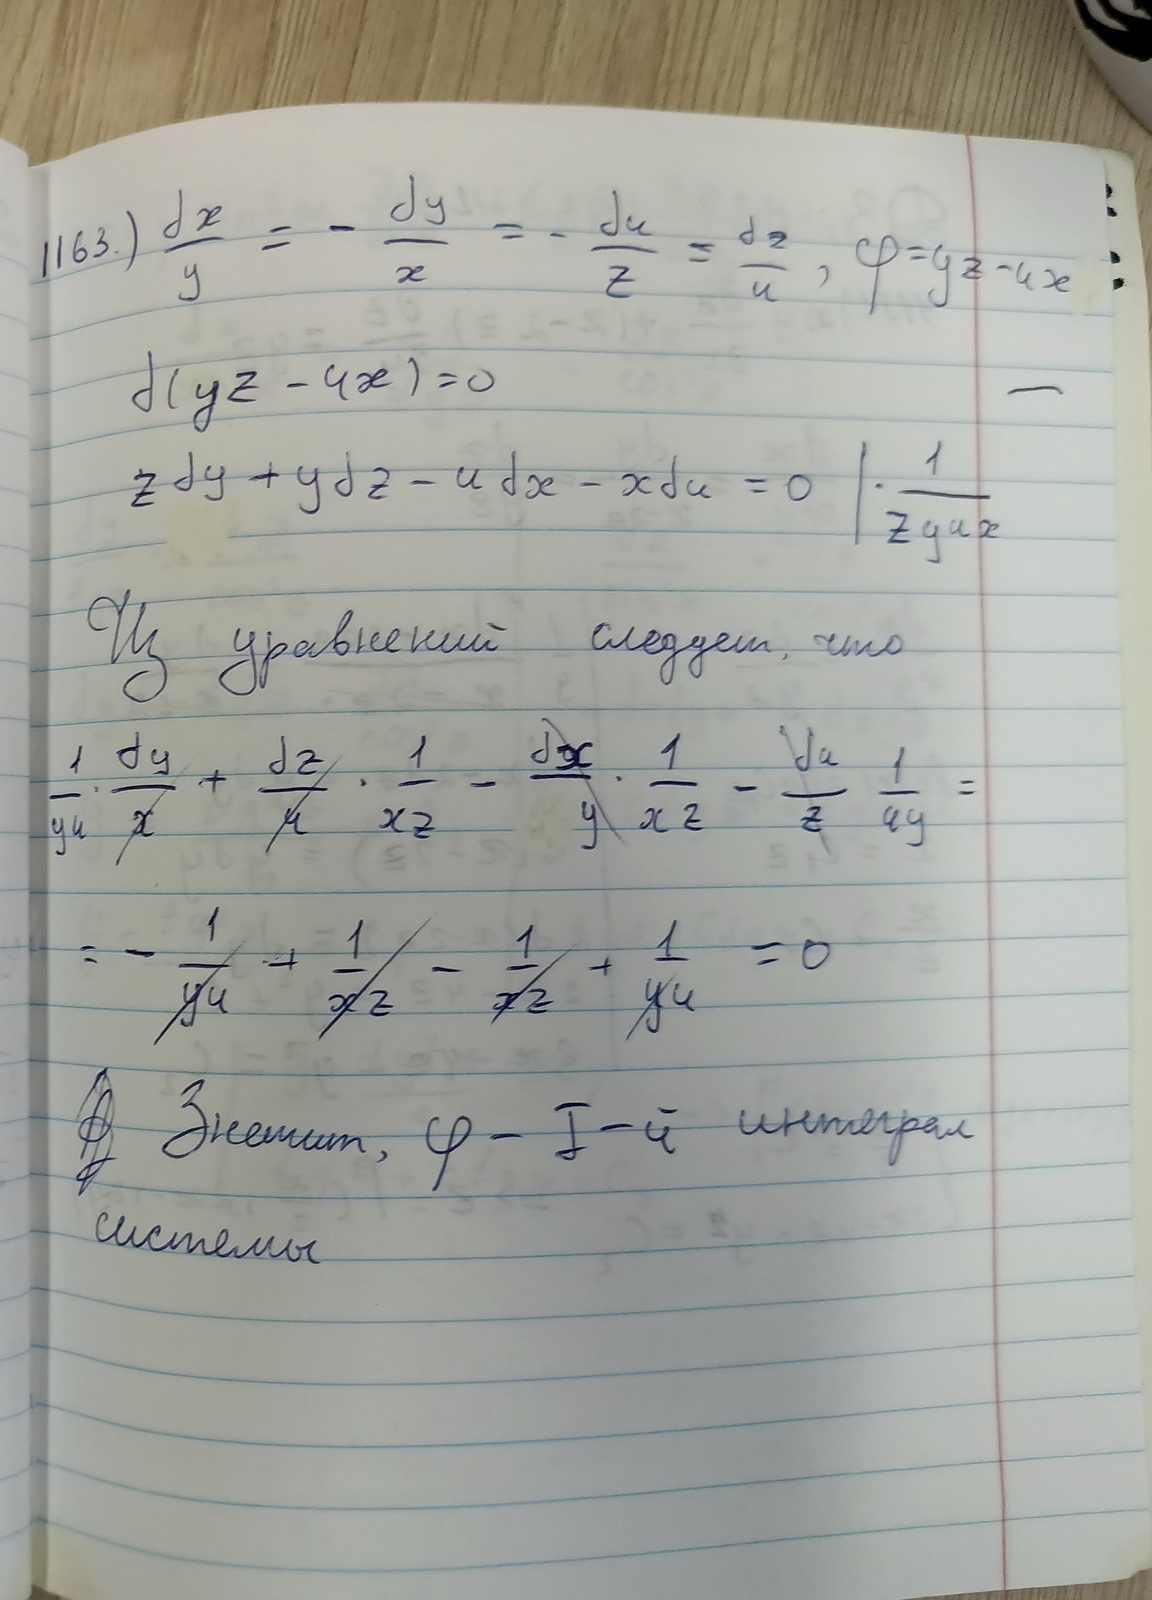 1163.) dx/y = - dy/x = - du/z = dz/u, φ = yz - ux
d(yz - ux) = 0 —
z dy + y dz - u dx - x du = 0 | · 1/(zyux)
Из уравнений следует, что
1/(yu) · dy/x + dz/u · 1/(xz) - dx/y · 1/(xz) - du/z 1/(uy) =
= - 1/(yu) + 1/(xz) - 1/(xz) + 1/(yu) = 0
Значит, φ - I-й интеграл
системы